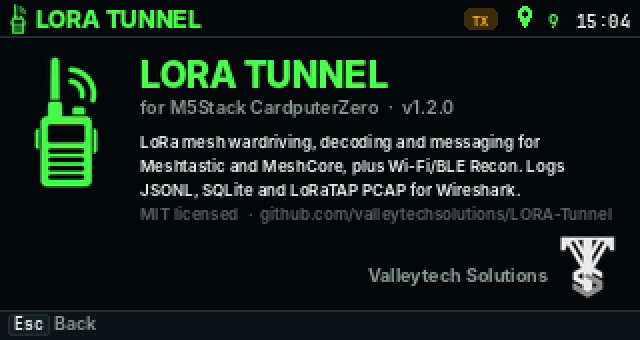 LORA TUNNEL TX 9 15:04
LORA TUNNEL
for M5Stack CardputerZero · v1.2.0
LoRa mesh wardriving, decoding and messaging for
Meshtastic and MeshCore, plus Wi-Fi/BLE Recon. Logs
JSONL, SQLite and LoRaTAP PCAP for Wireshark.
MIT licensed · github.com/valleytechsolutions/LORA-Tunnel
Valleytech Solutions
Esc Back